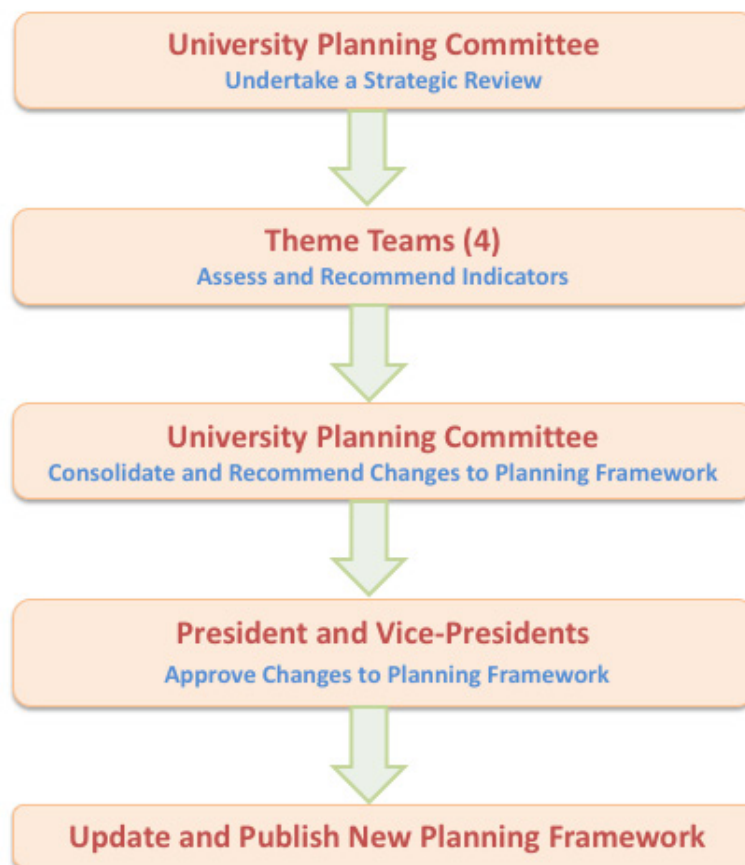 University Planning Committee
Undertake a Strategic Review
Theme Teams (4)
Assess and Recommend Indicators
University Planning Committee
Consolidate and Recommend Changes to Planning Framework
President and Vice-Presidents
Approve Changes to Planning Framework
Update and Publish New Planning Framework